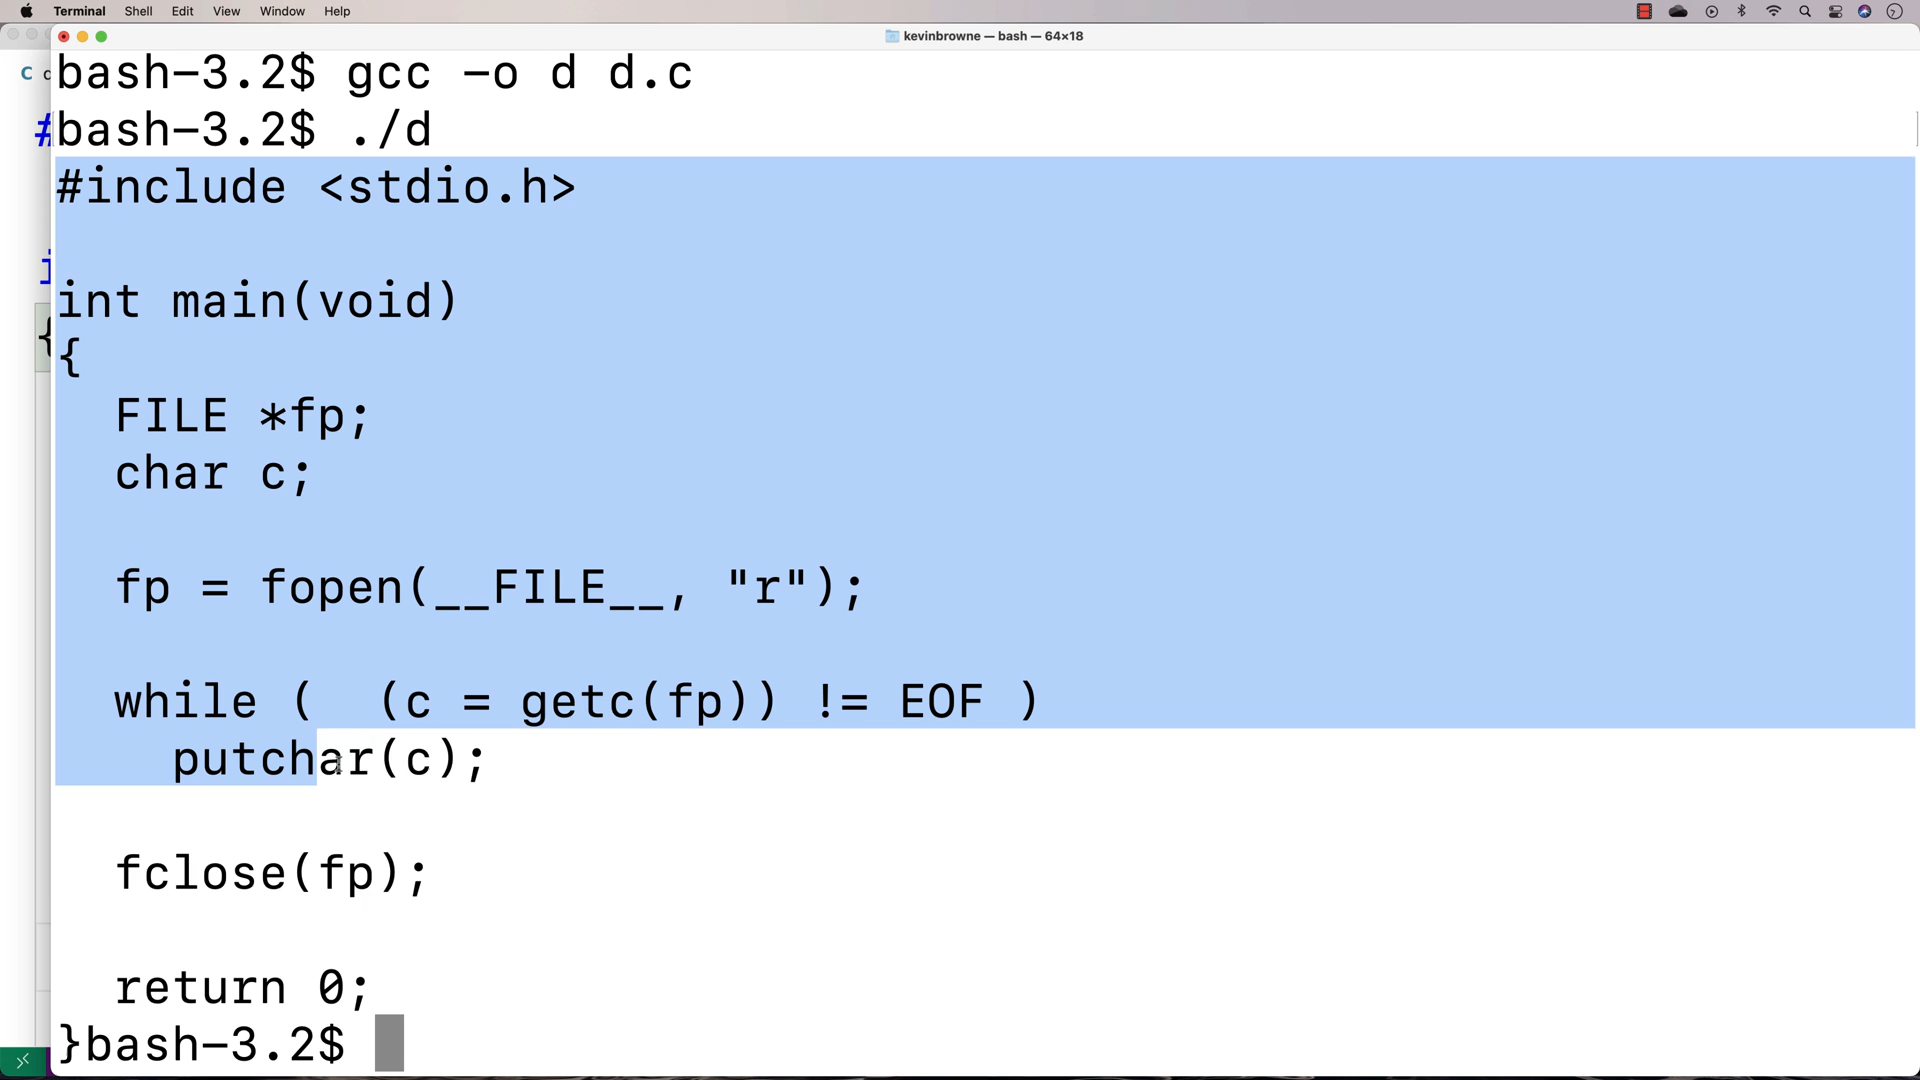 Terminal Shell Edit View Window Help
kevinbrowne — bash — 64×18
C
#
i
{
bash-3.2$ gcc -o d d.c
bash-3.2$ ./d
#include <stdio.h>
int main(void)
{
  FILE *fp;
  char c;
  fp = fopen(__FILE__, "r");
  while (  (c = getc(fp)) != EOF )
    putchar(c);
  fclose(fp);
  return 0;
}bash-3.2$